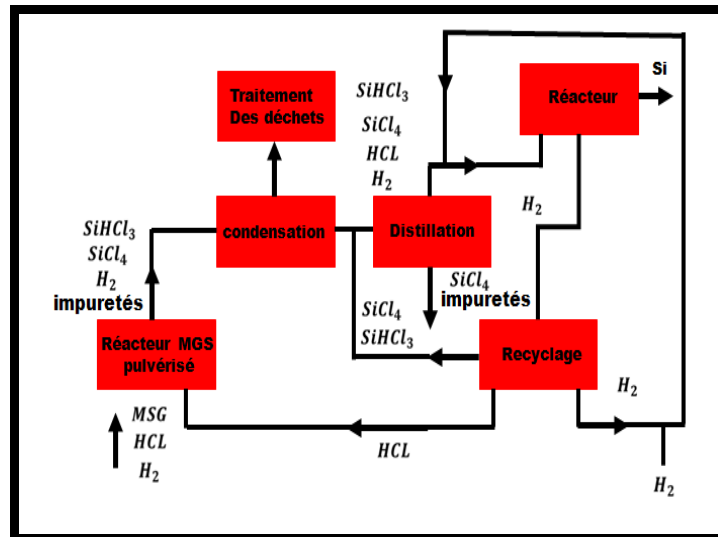 Si
Traitement
Des déchets
SiHCl₃
SiCl₄
HCL
H₂
Réacteur
SiHCl₃
SiCl₄
H₂
impuretés
condensation
Distillation
H₂
SiCl₄
impuretés
SiCl₄
SiHCl₃
Réacteur MGS
pulvérisé
Recyclage
H₂
MSG
HCL
H₂
HCL
H₂